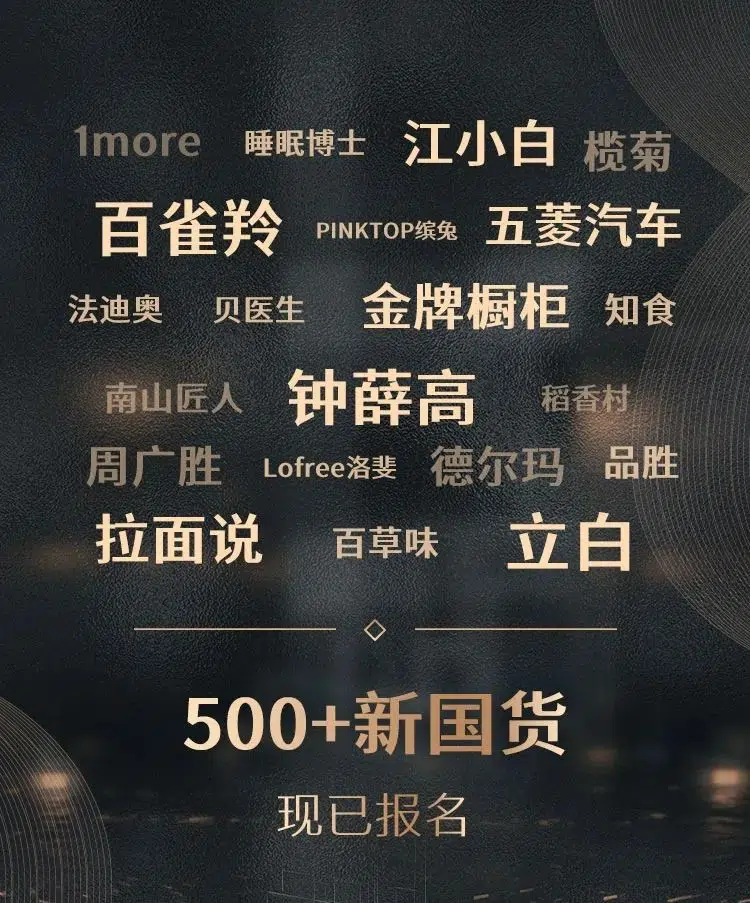 1more 睡眠博士 江小白 榄菊
百雀羚 PINKTOP缤兔 五菱汽车
法迪奥 贝医生 金牌橱柜 知食
南山匠人 钟薛高 稻香村
周广胜 Lofree洛斐 德尔玛 品胜
拉面说 百草味 立白
500+新国货
现已报名